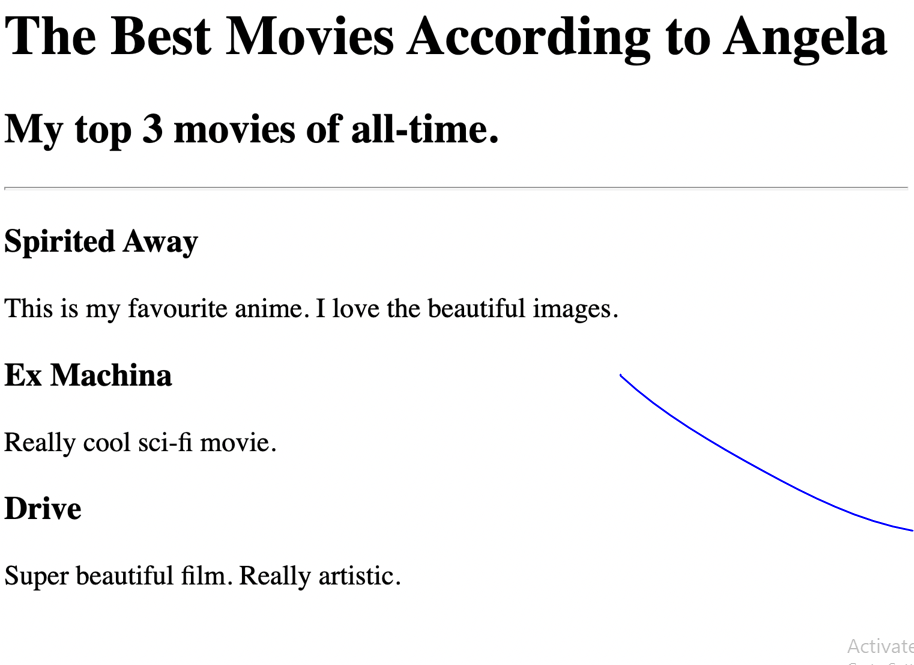 The Best Movies According to Angela
My top 3 movies of all-time.
Spirited Away
This is my favourite anime. I love the beautiful images.
Ex Machina
Really cool sci-fi movie.
Drive
Super beautiful film. Really artistic.
Activate